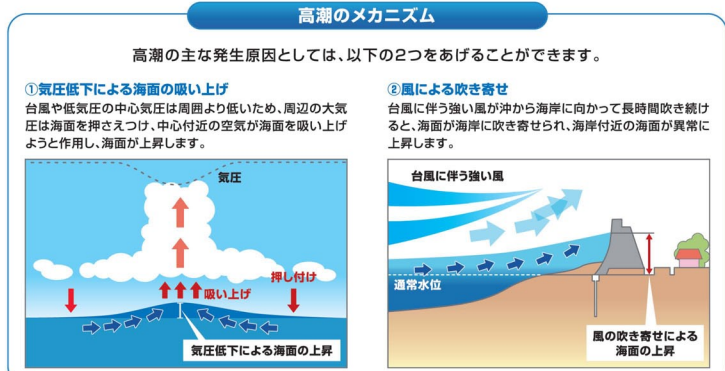 高潮のメカニズム
高潮の主な発生原因としては、以下の2つをあげることができます。
①気圧低下による海面の吸い上げ
台風や低気圧の中心気圧は周囲より低いため、周辺の大気
圧は海面を押さえつけ、中心付近の空気が海面を吸い上げ
ようと作用し、海面が上昇します。
気圧
押し付け
吸い上げ
気圧低下による海面の上昇
②風による吹き寄せ
台風に伴う強い風が沖から海岸に向かって長時間吹き続け
ると、海面が海岸に吹き寄せられ、海岸付近の海面が異常に
上昇します。
台風に伴う強い風
通常水位
風の吹き寄せによる
海面の上昇